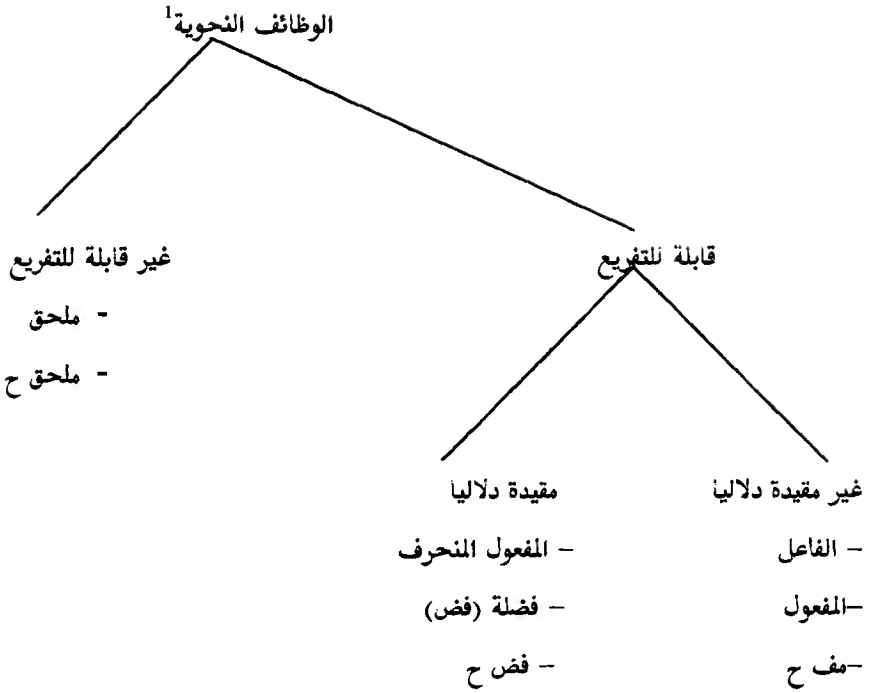 الوظائف النحوية1
قابلة للتفريع
غير قابلة للتفريع
- ملحق
- ملحق ح
غير مقيدة دلاليا
- الفاعل
-المفعول
-مف ح
مقيدة دلاليا
- المفعول المنحرف
- فضلة (فض)
- فض ح